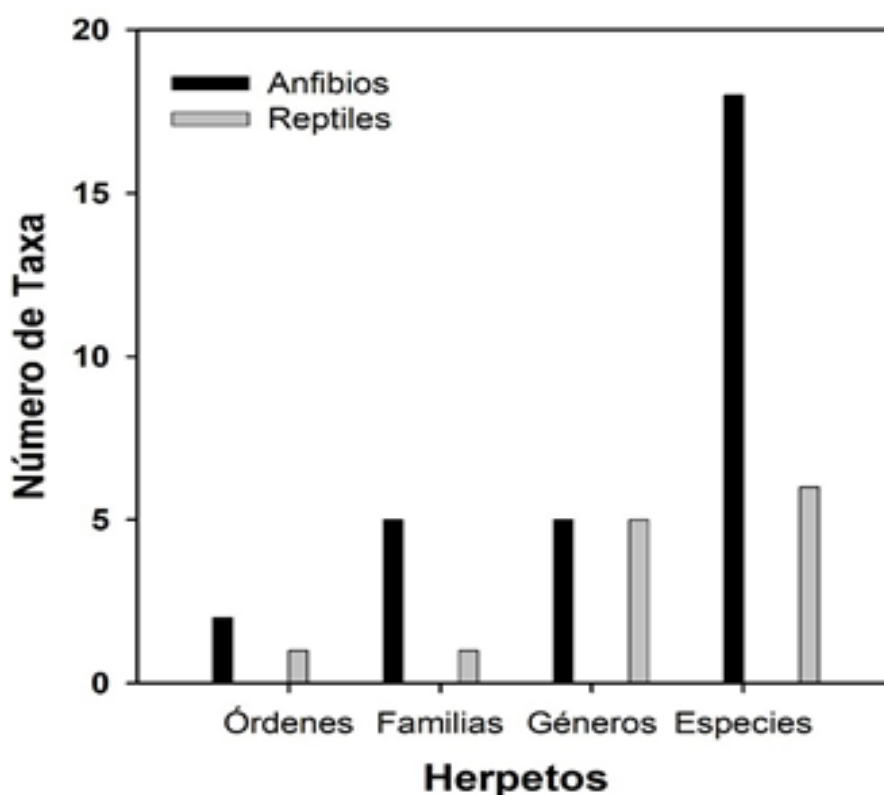 20
Anfibios
Reptiles
15
10
5
0
Número de Taxa
Órdenes Familias Géneros Especies
Herpetos